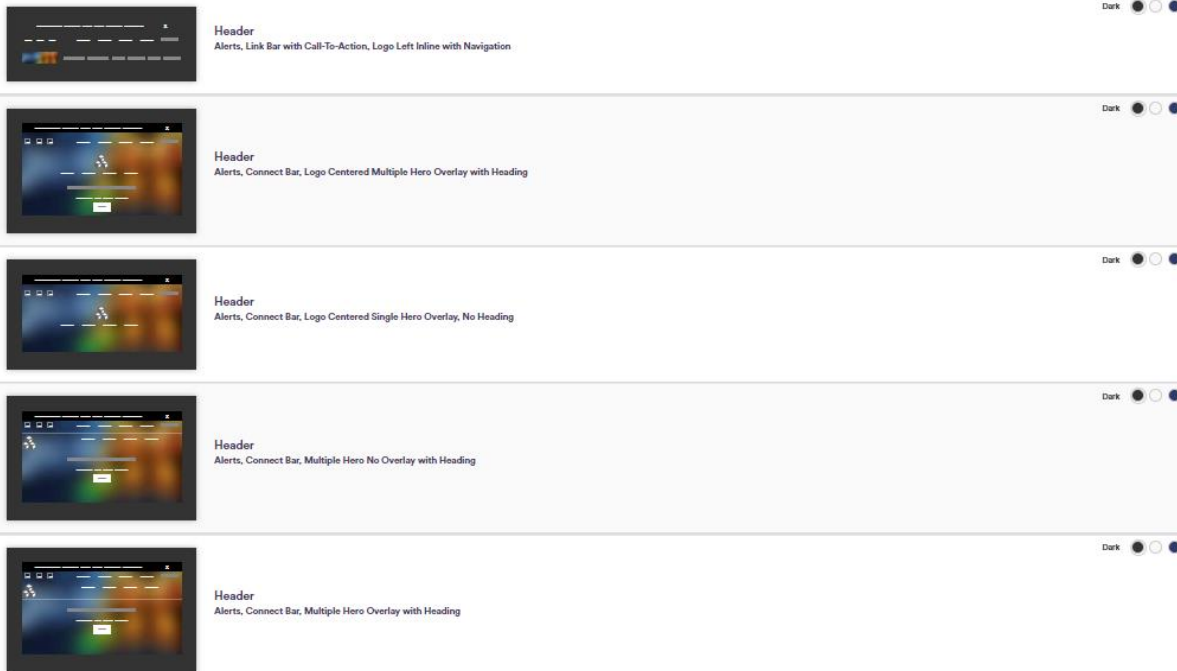 Dark
Header
Alerts, Link Bar with Call-To-Action, Logo Left Inline with Navigation
Dark
Header
Alerts, Connect Bar, Logo Centered Multiple Hero Overlay with Heading
Dark
Header
Alerts, Connect Bar, Logo Centered Single Hero Overlay, No Heading
Dark
Header
Alerts, Connect Bar, Multiple Hero No Overlay with Heading
Dark
Header
Alerts, Connect Bar, Multiple Hero Overlay with Heading